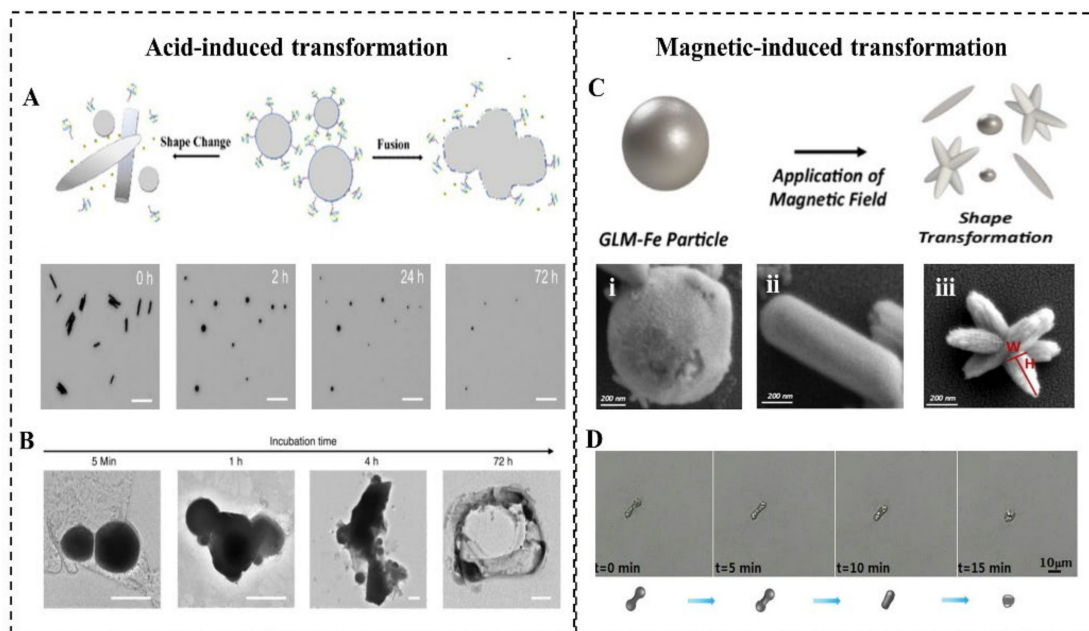 Acid-induced transformation
A
Shape Change
Fusion
0 h
2 h
24 h
72 h
B
Incubation time
5 Min
1 h
4 h
72 h
Magnetic-induced transformation
C
GLM-Fe Particle
Application of
Magnetic Field
Shape
Transformation
i
200 nm
ii
200 nm
iii
W
H
200 nm
D
t=0 min
t=5 min
t=10 min
t=15 min
10μm